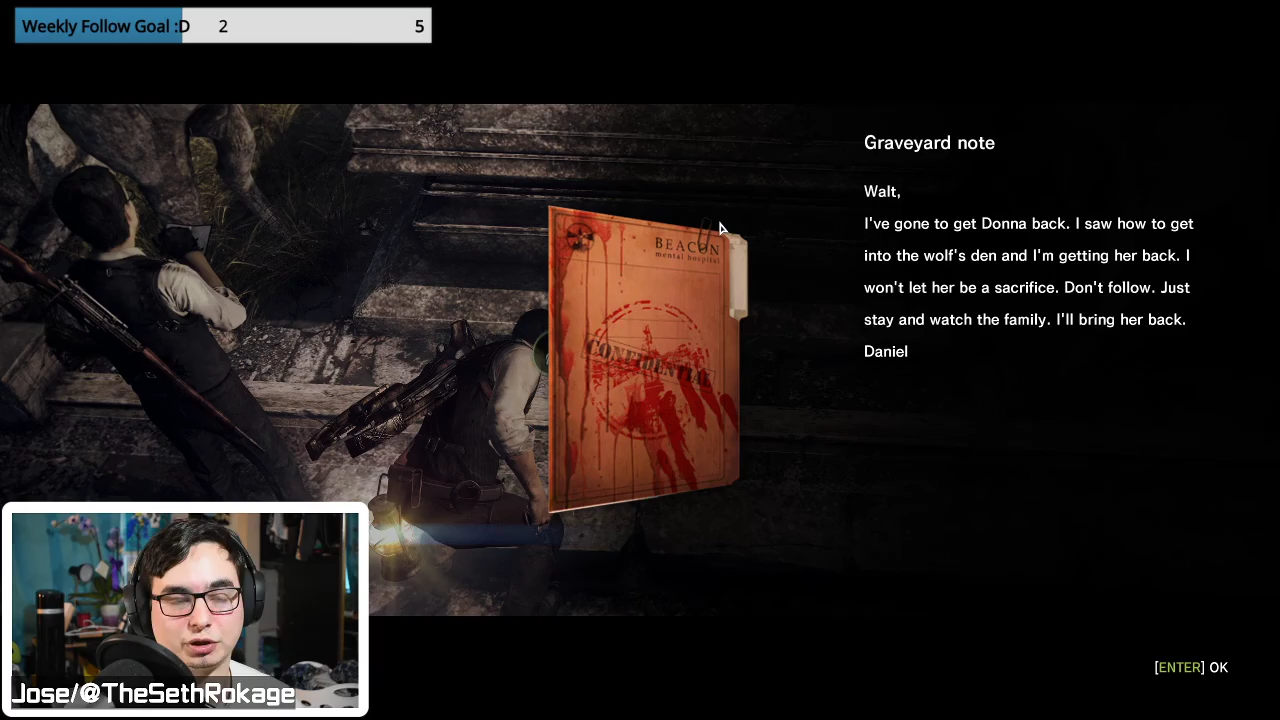 Weekly Follow Goal :D 2 5
Graveyard note
Walt,
I've gone to get Donna back. I saw how to get
into the wolf's den and I'm getting her back. I
won't let her be a sacrifice. Don't follow. Just
stay and watch the family. I'll bring her back.
Daniel
BEACON
mental hospital
CONFIDENTIAL
[ENTER] OK
Jose/@TheSethRokage